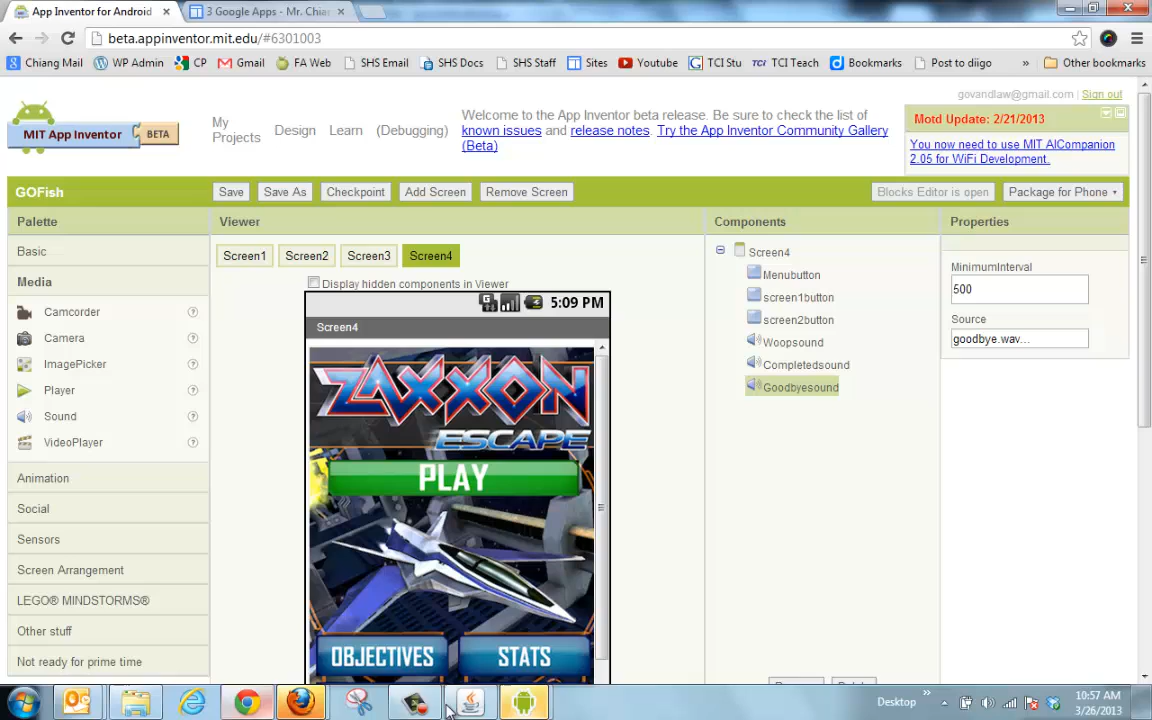 App Inventor for Android
3 Google Apps - Mr. Chian
beta.appinventor.mit.edu/#6301003
Chiang Mail
WP Admin
CP
Gmail
FA Web
SHS Email
SHS Docs
SHS Staff
Sites
Youtube
TCI Stu
TCI Teach
Bookmarks
Post to diigo
»
Other bookmarks
govandlaw@gmail.com | Sign out
MIT App Inventor BETA
My Projects
Design
Learn
(Debugging)
Welcome to the App Inventor beta release. Be sure to check the list of
known issues and release notes. Try the App Inventor Community Gallery
(Beta)
Motd Update: 2/21/2013
You now need to use MIT AICompanion
2.05 for WiFi Development.
GOFish
Save
Save As
Checkpoint
Add Screen
Remove Screen
Blocks Editor is open
Package for Phone
Palette
Viewer
Components
Properties
Basic
Media
Camcorder
Camera
ImagePicker
Player
Sound
VideoPlayer
Animation
Social
Sensors
Screen Arrangement
LEGO® MINDSTORMS®
Other stuff
Not ready for prime time
Screen1
Screen2
Screen3
Screen4
Display hidden components in Viewer
5:09 PM
Screen4
ZAXXON
ESCAPE
PLAY
OBJECTIVES
STATS
Screen4
Menubutton
screen1button
screen2button
Woopsound
Completedsound
Goodbyesound
MinimumInterval
500
Source
goodbye.wav...
Desktop
»
10:57 AM
3/26/2013